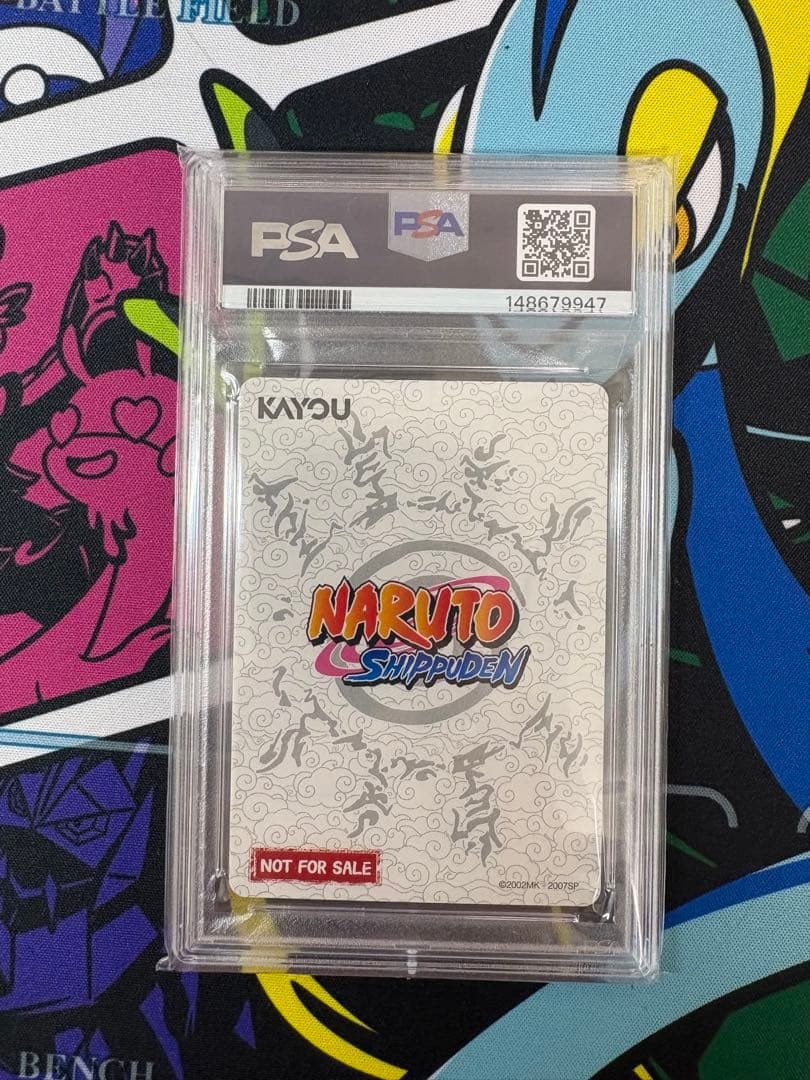 BATTLE FIELD
PSA
PSA
148679947
KAYOU
NARUTO
SHIPPUDEN
NOT FOR SALE
©2002MK - 2007SP
BENCH